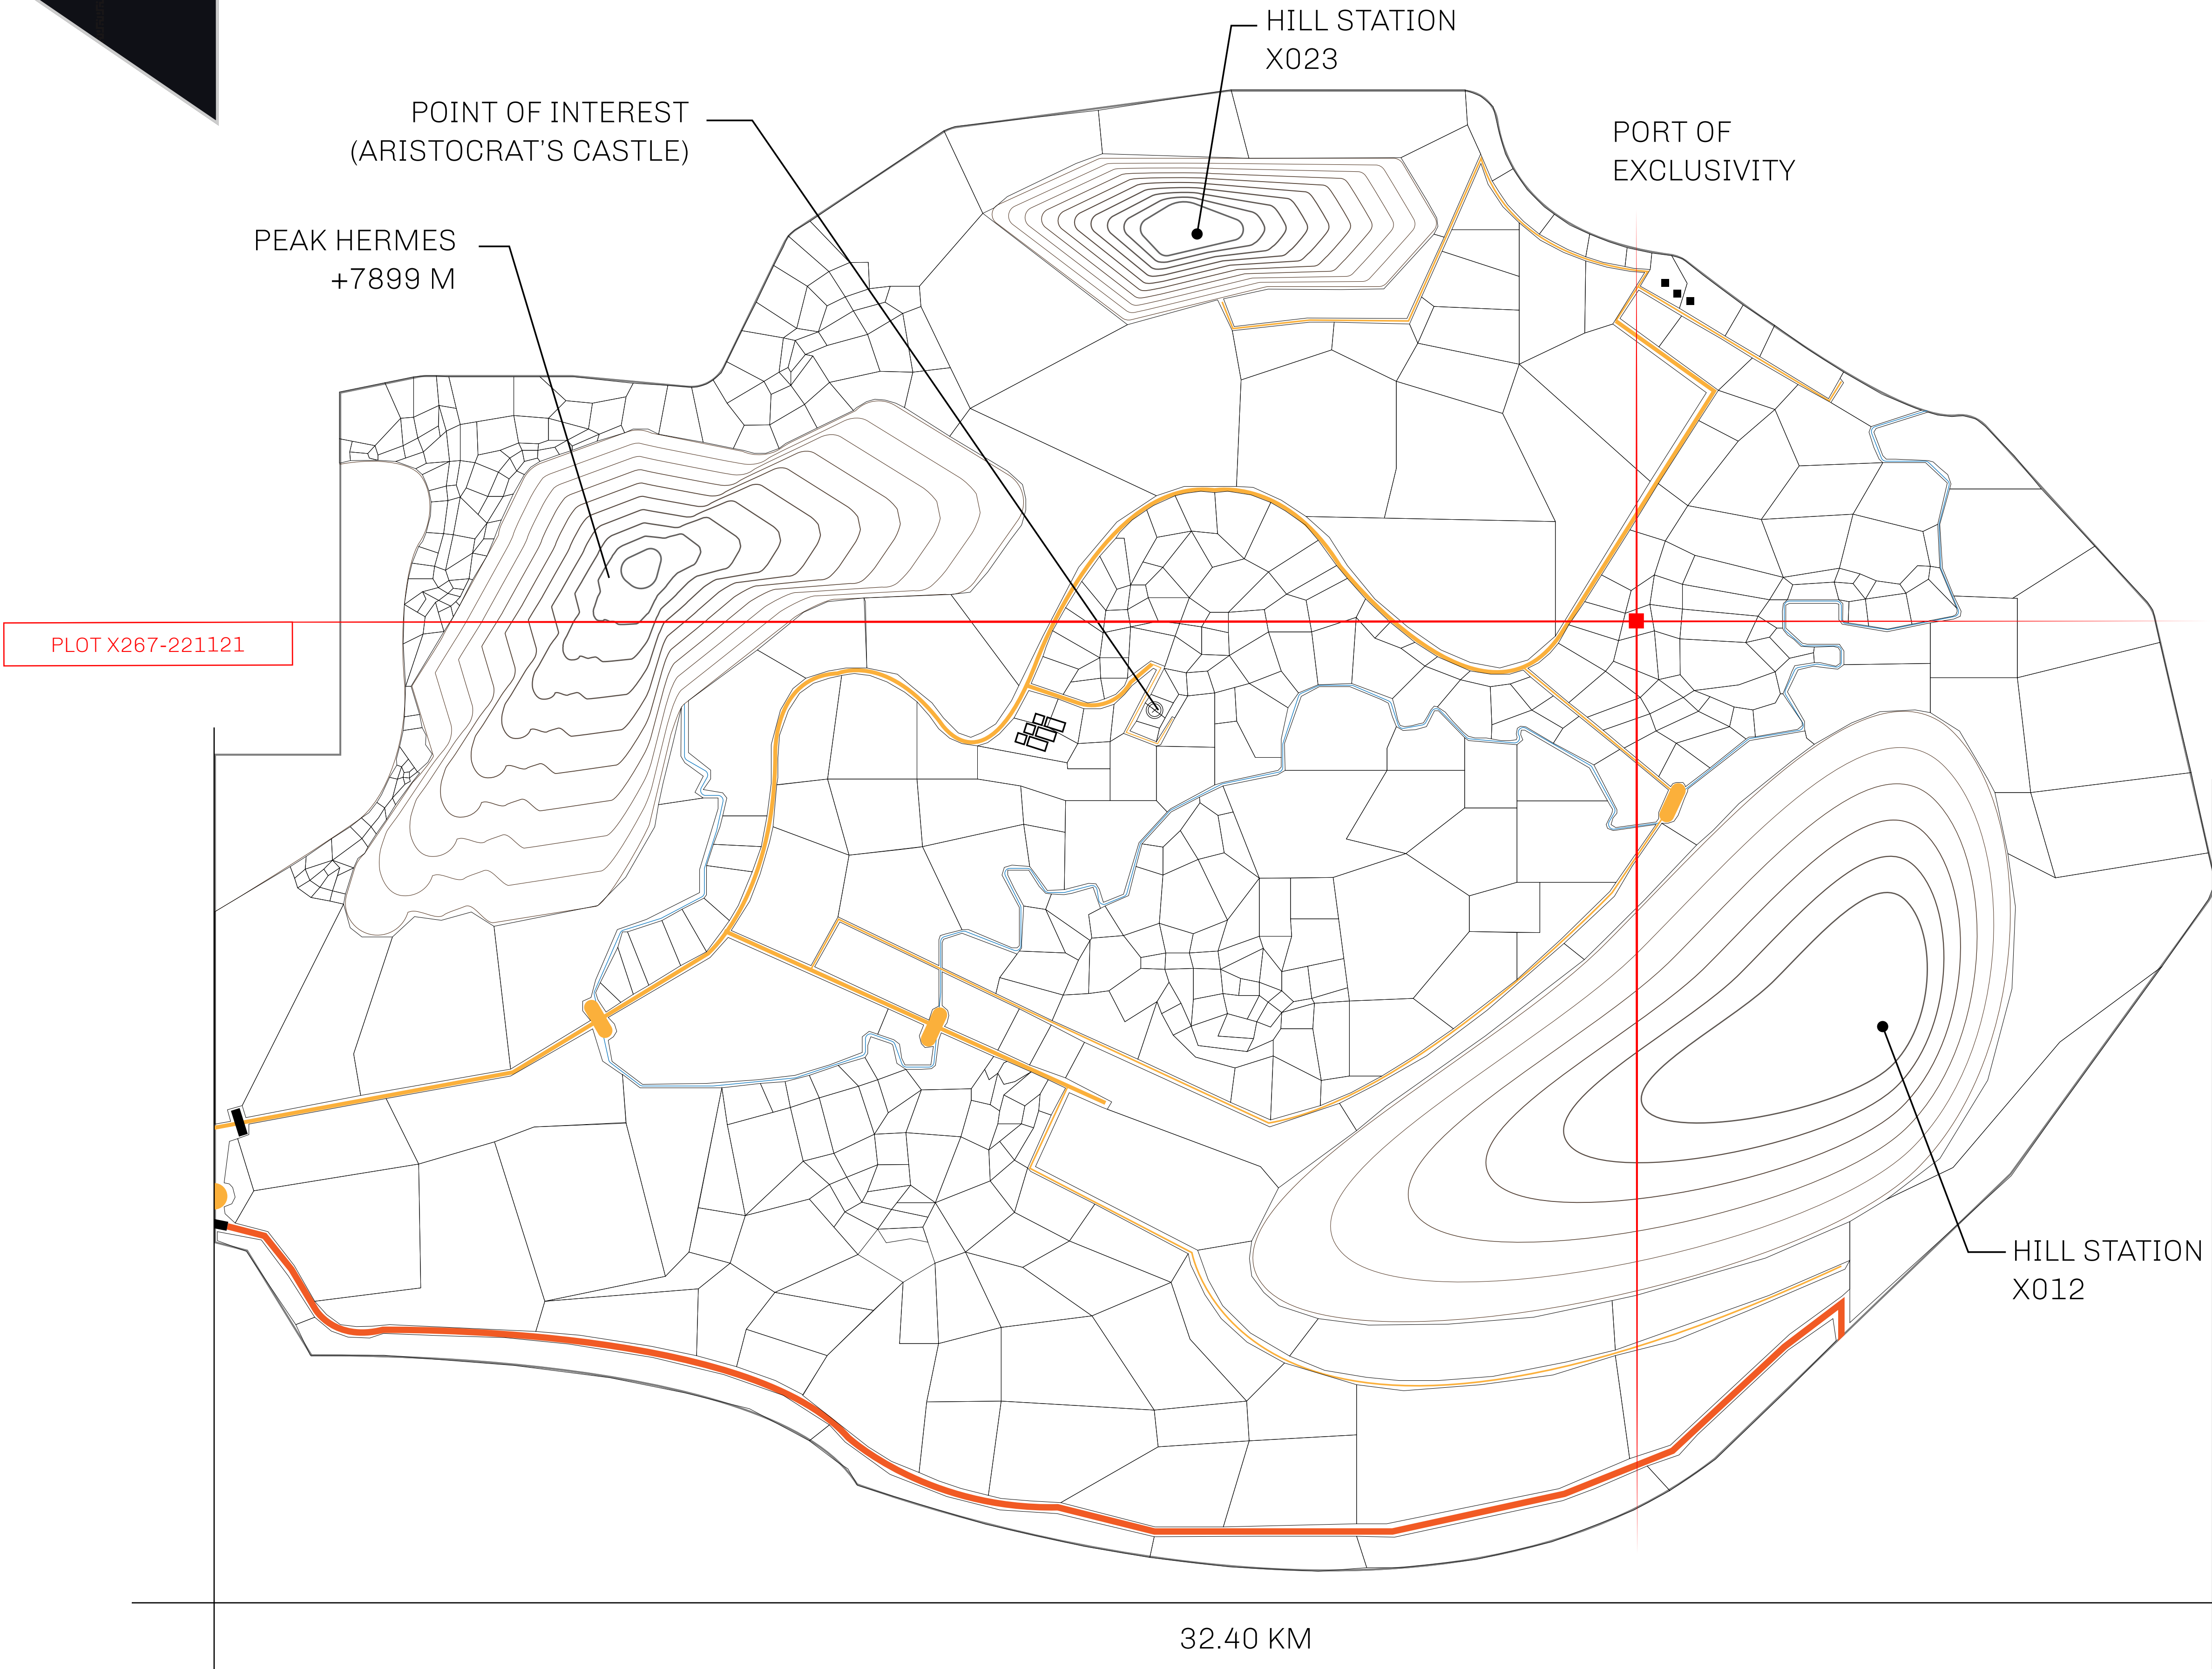 HILL STATION
X023
POINT OF INTEREST
(ARISTOCRAT'S CASTLE)
PORT OF
EXCLUSIVITY
PEAK HERMES
+7899 M
PLOT X267-221121
HILL STATION
X012
32.40 KM